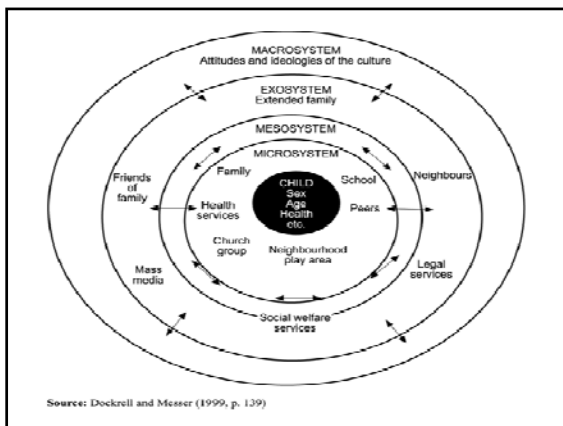 MACROSYSTEM
Attitudes and ideologies of the culture
EXOSYSTEM
Extended family
MESOSYSTEM
MICROSYSTEM
Family
School
Friends
of
family
Neighbours
CHILD
Sex
Age
Health
etc.
Health
services
Peers
Church
group
Neighbourhood
play area
Mass
media
Legal
services
Social welfare
services
Source: Dockrell and Messer (1999, p. 139)